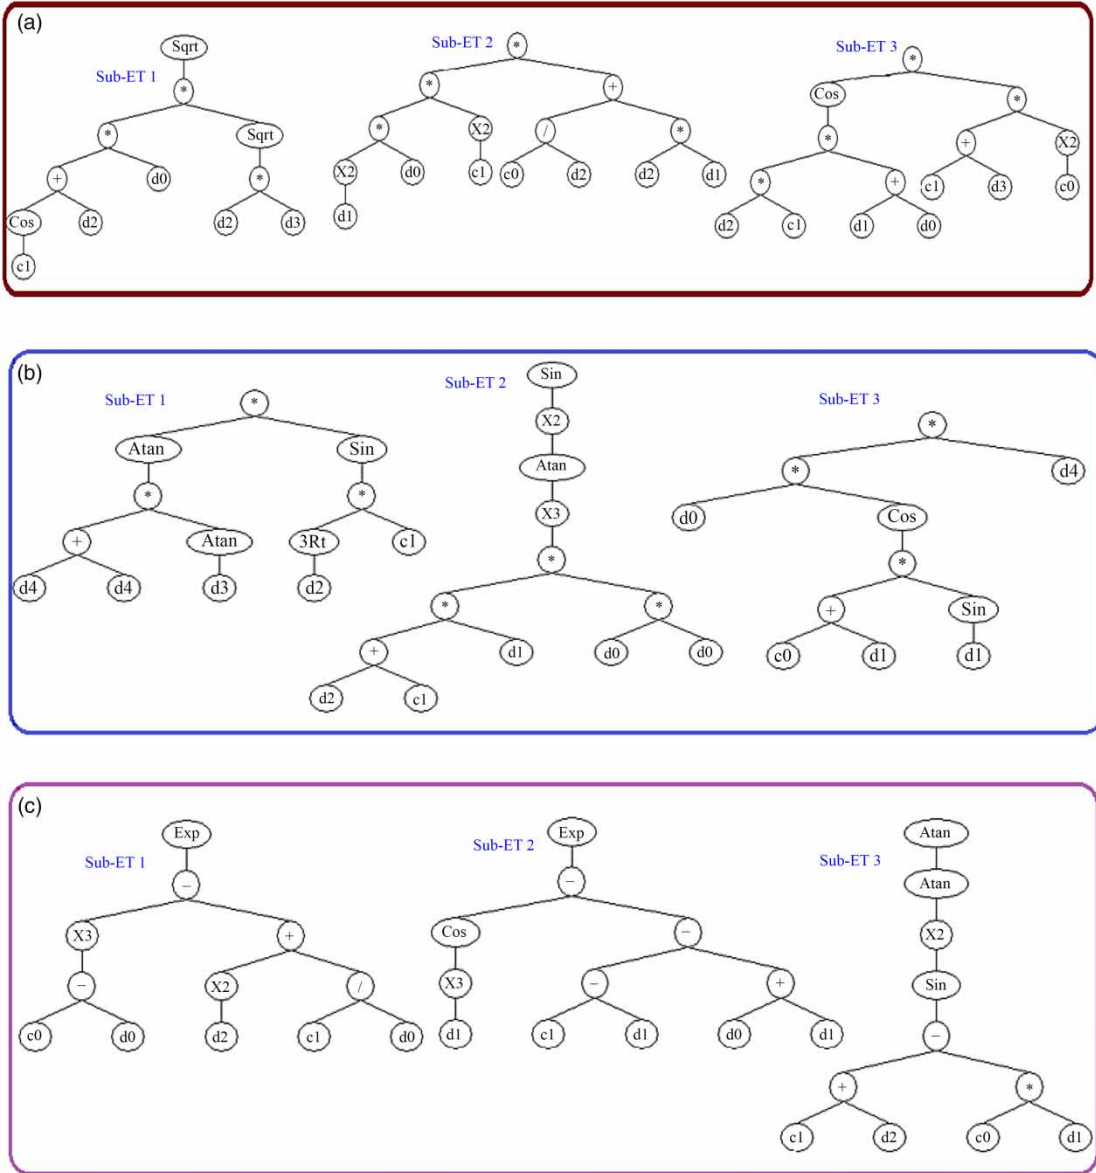 (a)
Sub-ET 1
Sqrt
*
* Sqrt
+ d0 *
Cos d2 d2 d3
c1
Sub-ET 2
*
* +
* X2 / *
X2 d0 c1 c0 d2 d2 d1
d1
Sub-ET 3
*
Cos *
* + X2
* + c1 d3 c0
d2 c1 d1 d0
(b)
Sub-ET 1
*
Atan Sin
* *
+ Atan 3Rt c1
d4 d4 d3 d2
Sub-ET 2
Sin
X2
Atan
X3
*
* *
+ d1 d0 d0
d2 c1
Sub-ET 3
*
* d4
d0 Cos
*
+ Sin
c0 d1 d1
(c)
Sub-ET 1
Exp
−
X3 +
− X2 /
c0 d0 d2 c1 d0
Sub-ET 2
Exp
−
Cos −
X3 − +
d1 c1 d1 d0 d1
Sub-ET 3
Atan
Atan
X2
Sin
−
+ *
c1 d2 c0 d1